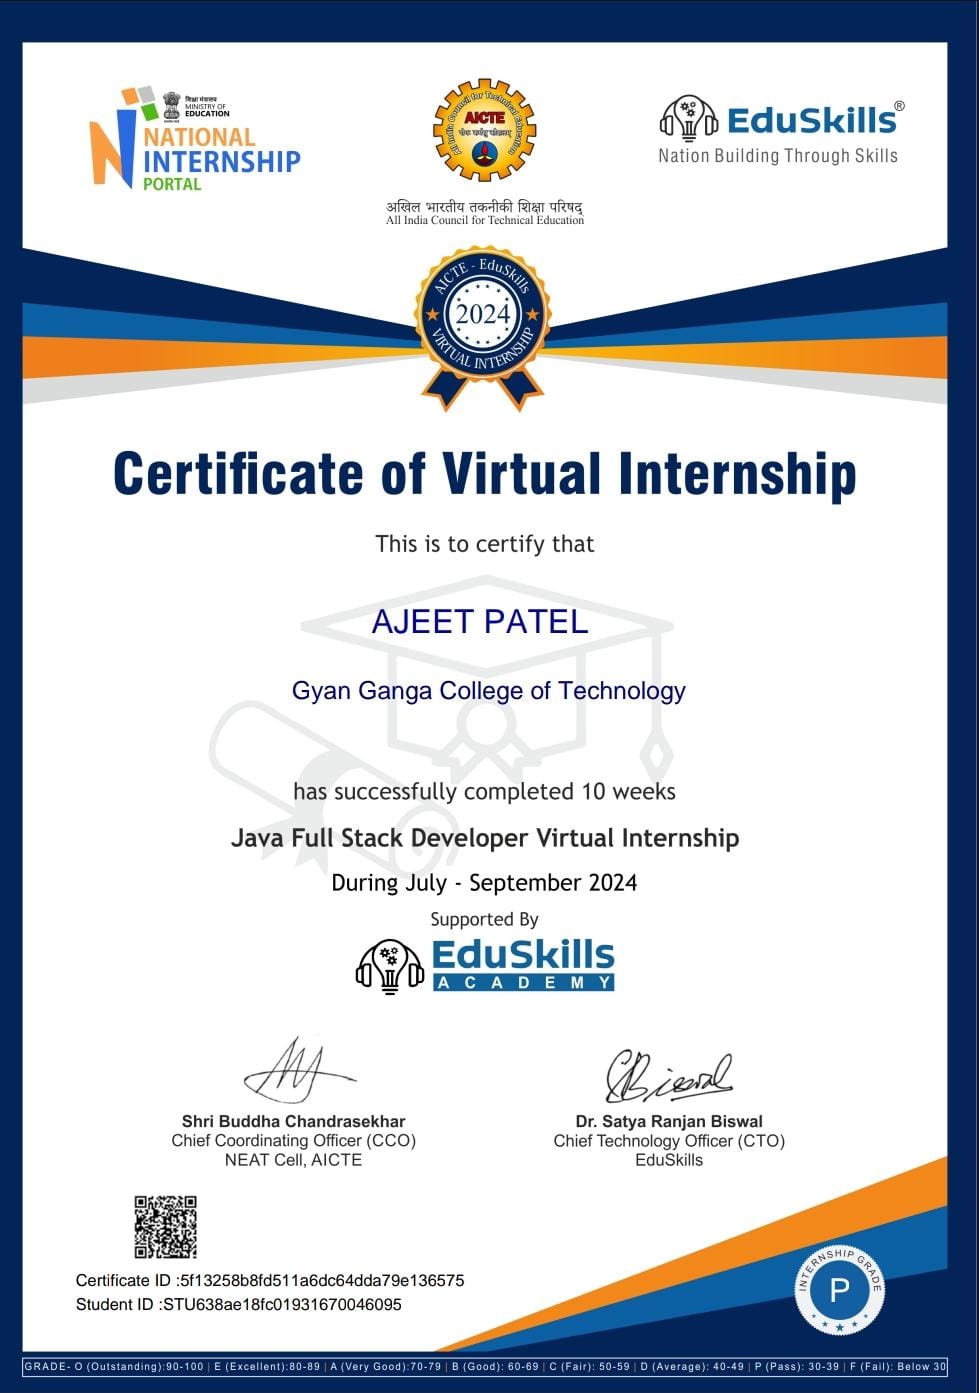 शिक्षा मंत्रालय
MINISTRY OF
EDUCATION
NATIONAL
INTERNSHIP
PORTAL
All India Council for Technical Education
AICTE
EduSkills®
Nation Building Through Skills
अखिल भारतीय तकनीकी शिक्षा परिषद्
All India Council for Technical Education
AICTE - EduSkills
2024
VIRTUAL INTERNSHIP
Certificate of Virtual Internship
This is to certify that
AJEET PATEL
Gyan Ganga College of Technology
has successfully completed 10 weeks
Java Full Stack Developer Virtual Internship
During July - September 2024
Supported By
EduSkills
ACADEMY
Shri Buddha Chandrasekhar
Chief Coordinating Officer (CCO)
NEAT Cell, AICTE
Dr. Satya Ranjan Biswal
Chief Technology Officer (CTO)
EduSkills
Certificate ID :5f13258b8fd511a6dc64dda79e136575
Student ID :STU638ae18fc01931670046095
INTERNSHIP GRADE
P
GRADE- O (Outstanding):90-100 | E (Excellent):80-89 | A (Very Good):70-79 | B (Good): 60-69 | C (Fair): 50-59 | D (Average): 40-49 | P (Pass): 30-39 | F (Fail): Below 30